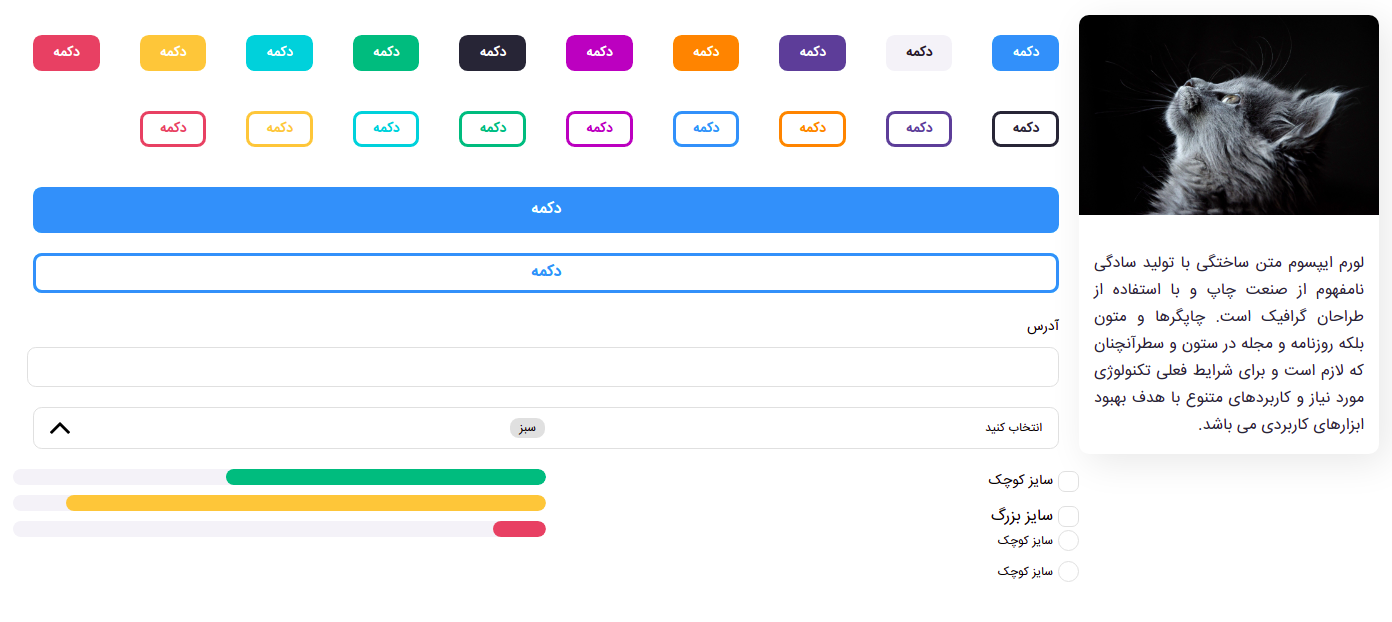 دکمه دکمه دکمه دکمه دکمه دکمه دکمه دکمه دکمه دکمه
دکمه دکمه دکمه دکمه دکمه دکمه دکمه دکمه دکمه
دکمه
دکمه
آدرس
انتخاب کنید سبز
سایز کوچک
سایز بزرگ
سایز کوچک
سایز کوچک
لورم ایپسوم متن ساختگی با تولید سادگی
نامفهوم از صنعت چاپ و با استفاده از
طراحان گرافیک است. چاپگرها و متون
بلکه روزنامه و مجله در ستون و سطرآنچنان
که لازم است و برای شرایط فعلی تکنولوژی
مورد نیاز و کاربردهای متنوع با هدف بهبود
ابزارهای کاربردی می باشد.